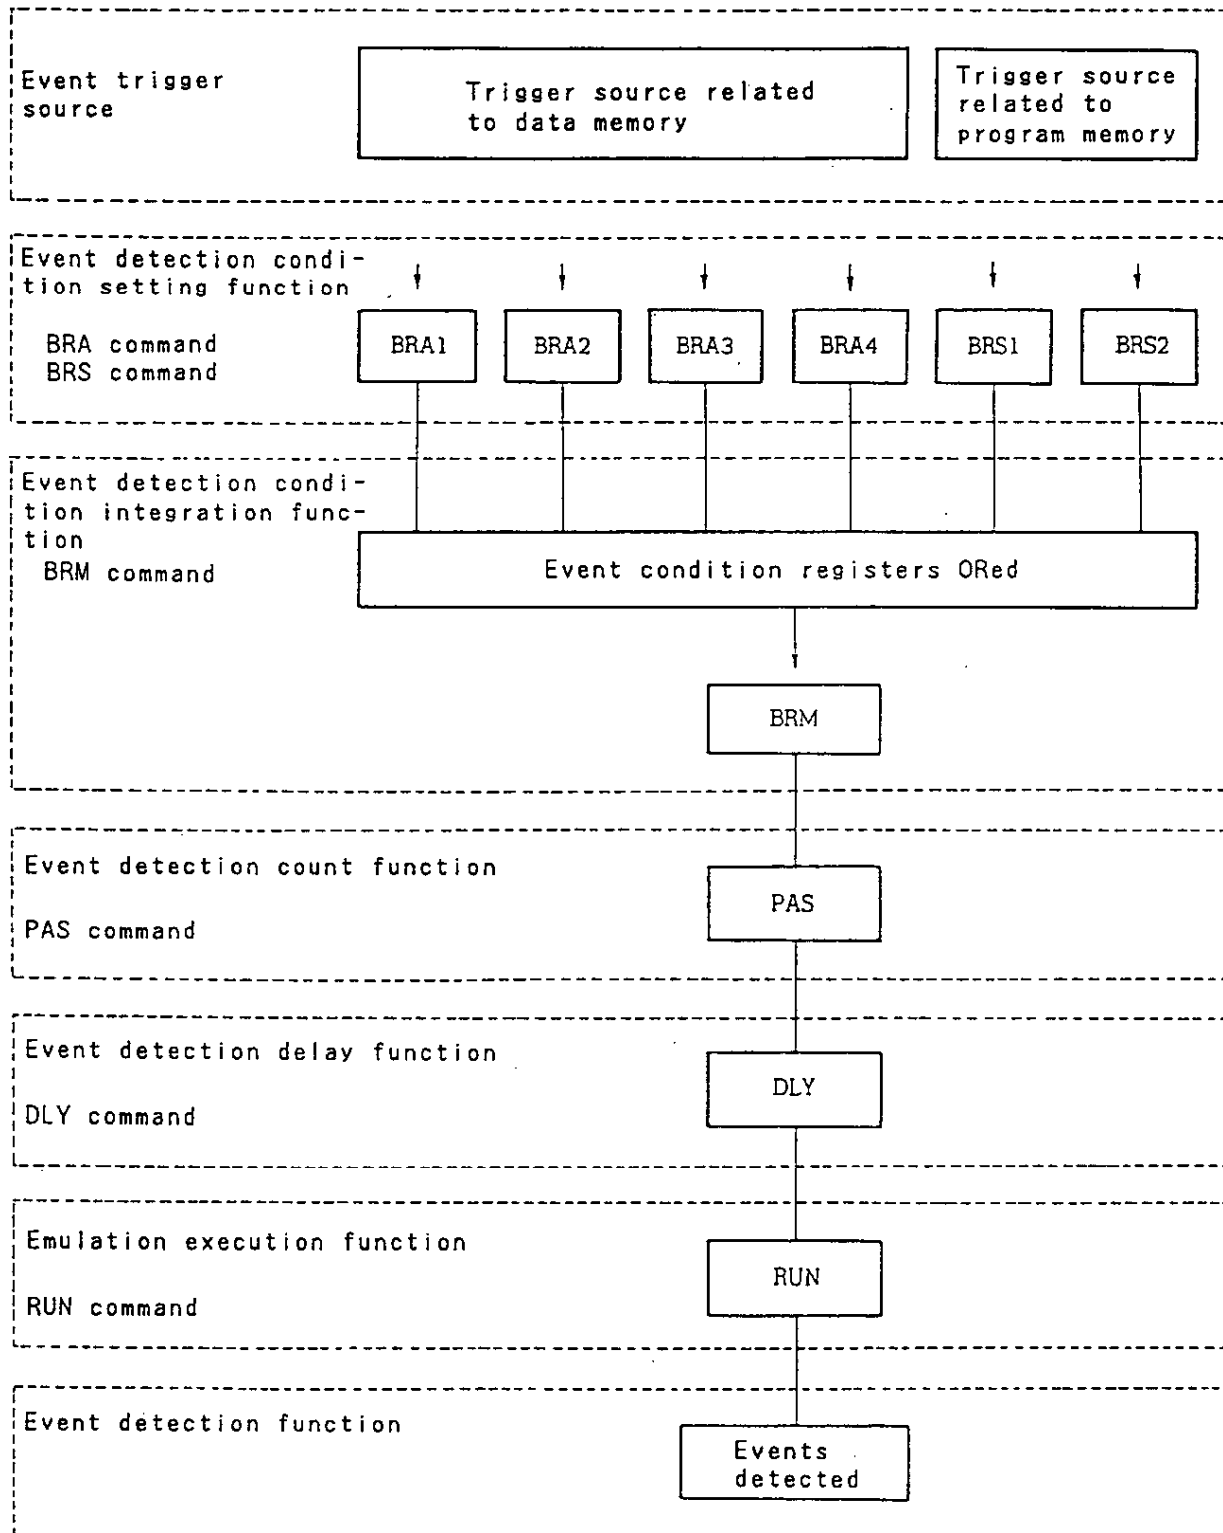 Event trigger
source
Trigger source related
to data memory
Trigger source
related to
program memory
Event detection condi-
tion setting function
BRA command
BRS command
BRA1
BRA2
BRA3
BRA4
BRS1
BRS2
Event detection condi-
tion integration func-
tion
BRM command
Event condition registers ORed
BRM
Event detection count function
PAS command
PAS
Event detection delay function
DLY command
DLY
Emulation execution function
RUN command
RUN
Event detection function
Events
detected